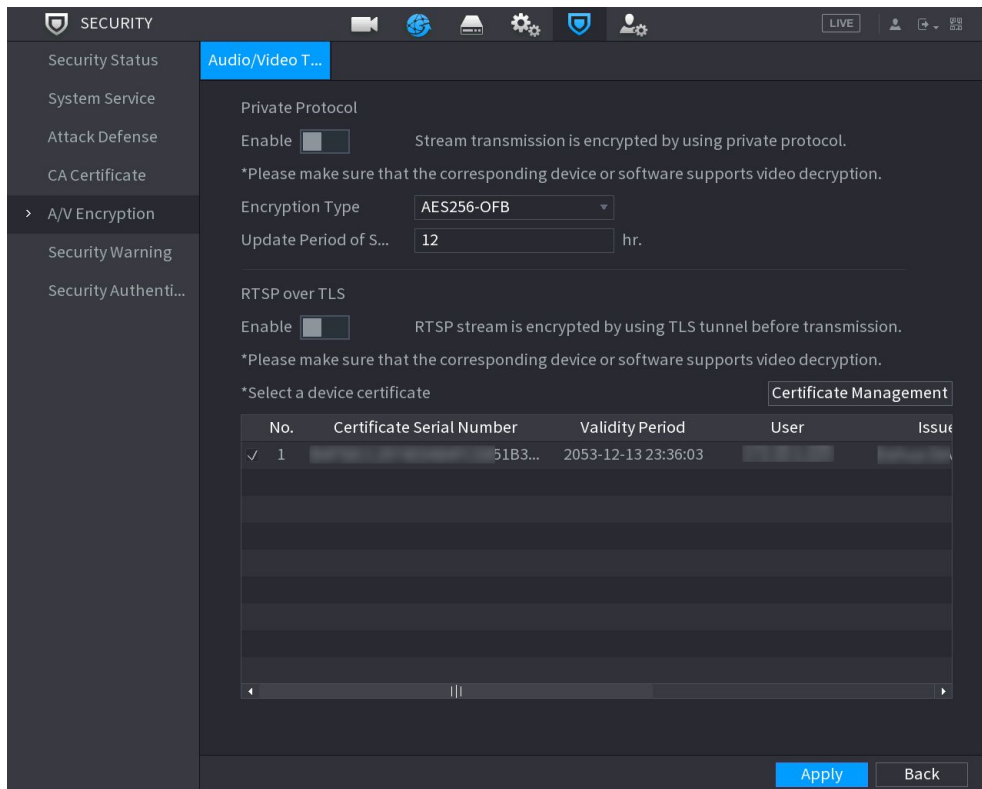 SECURITY
LIVE
Security Status
System Service
Attack Defense
CA Certificate
A/V Encryption
Security Warning
Security Authenti...
Audio/Video T...
Private Protocol
Enable Stream transmission is encrypted by using private protocol.
*Please make sure that the corresponding device or software supports video decryption.
Encryption Type AES256-OFB
Update Period of S... 12 hr.
RTSP over TLS
Enable RTSP stream is encrypted by using TLS tunnel before transmission.
*Please make sure that the corresponding device or software supports video decryption.
*Select a device certificate Certificate Management
No. Certificate Serial Number Validity Period User Issue
1 51B3... 2053-12-13 23:36:03
Apply Back